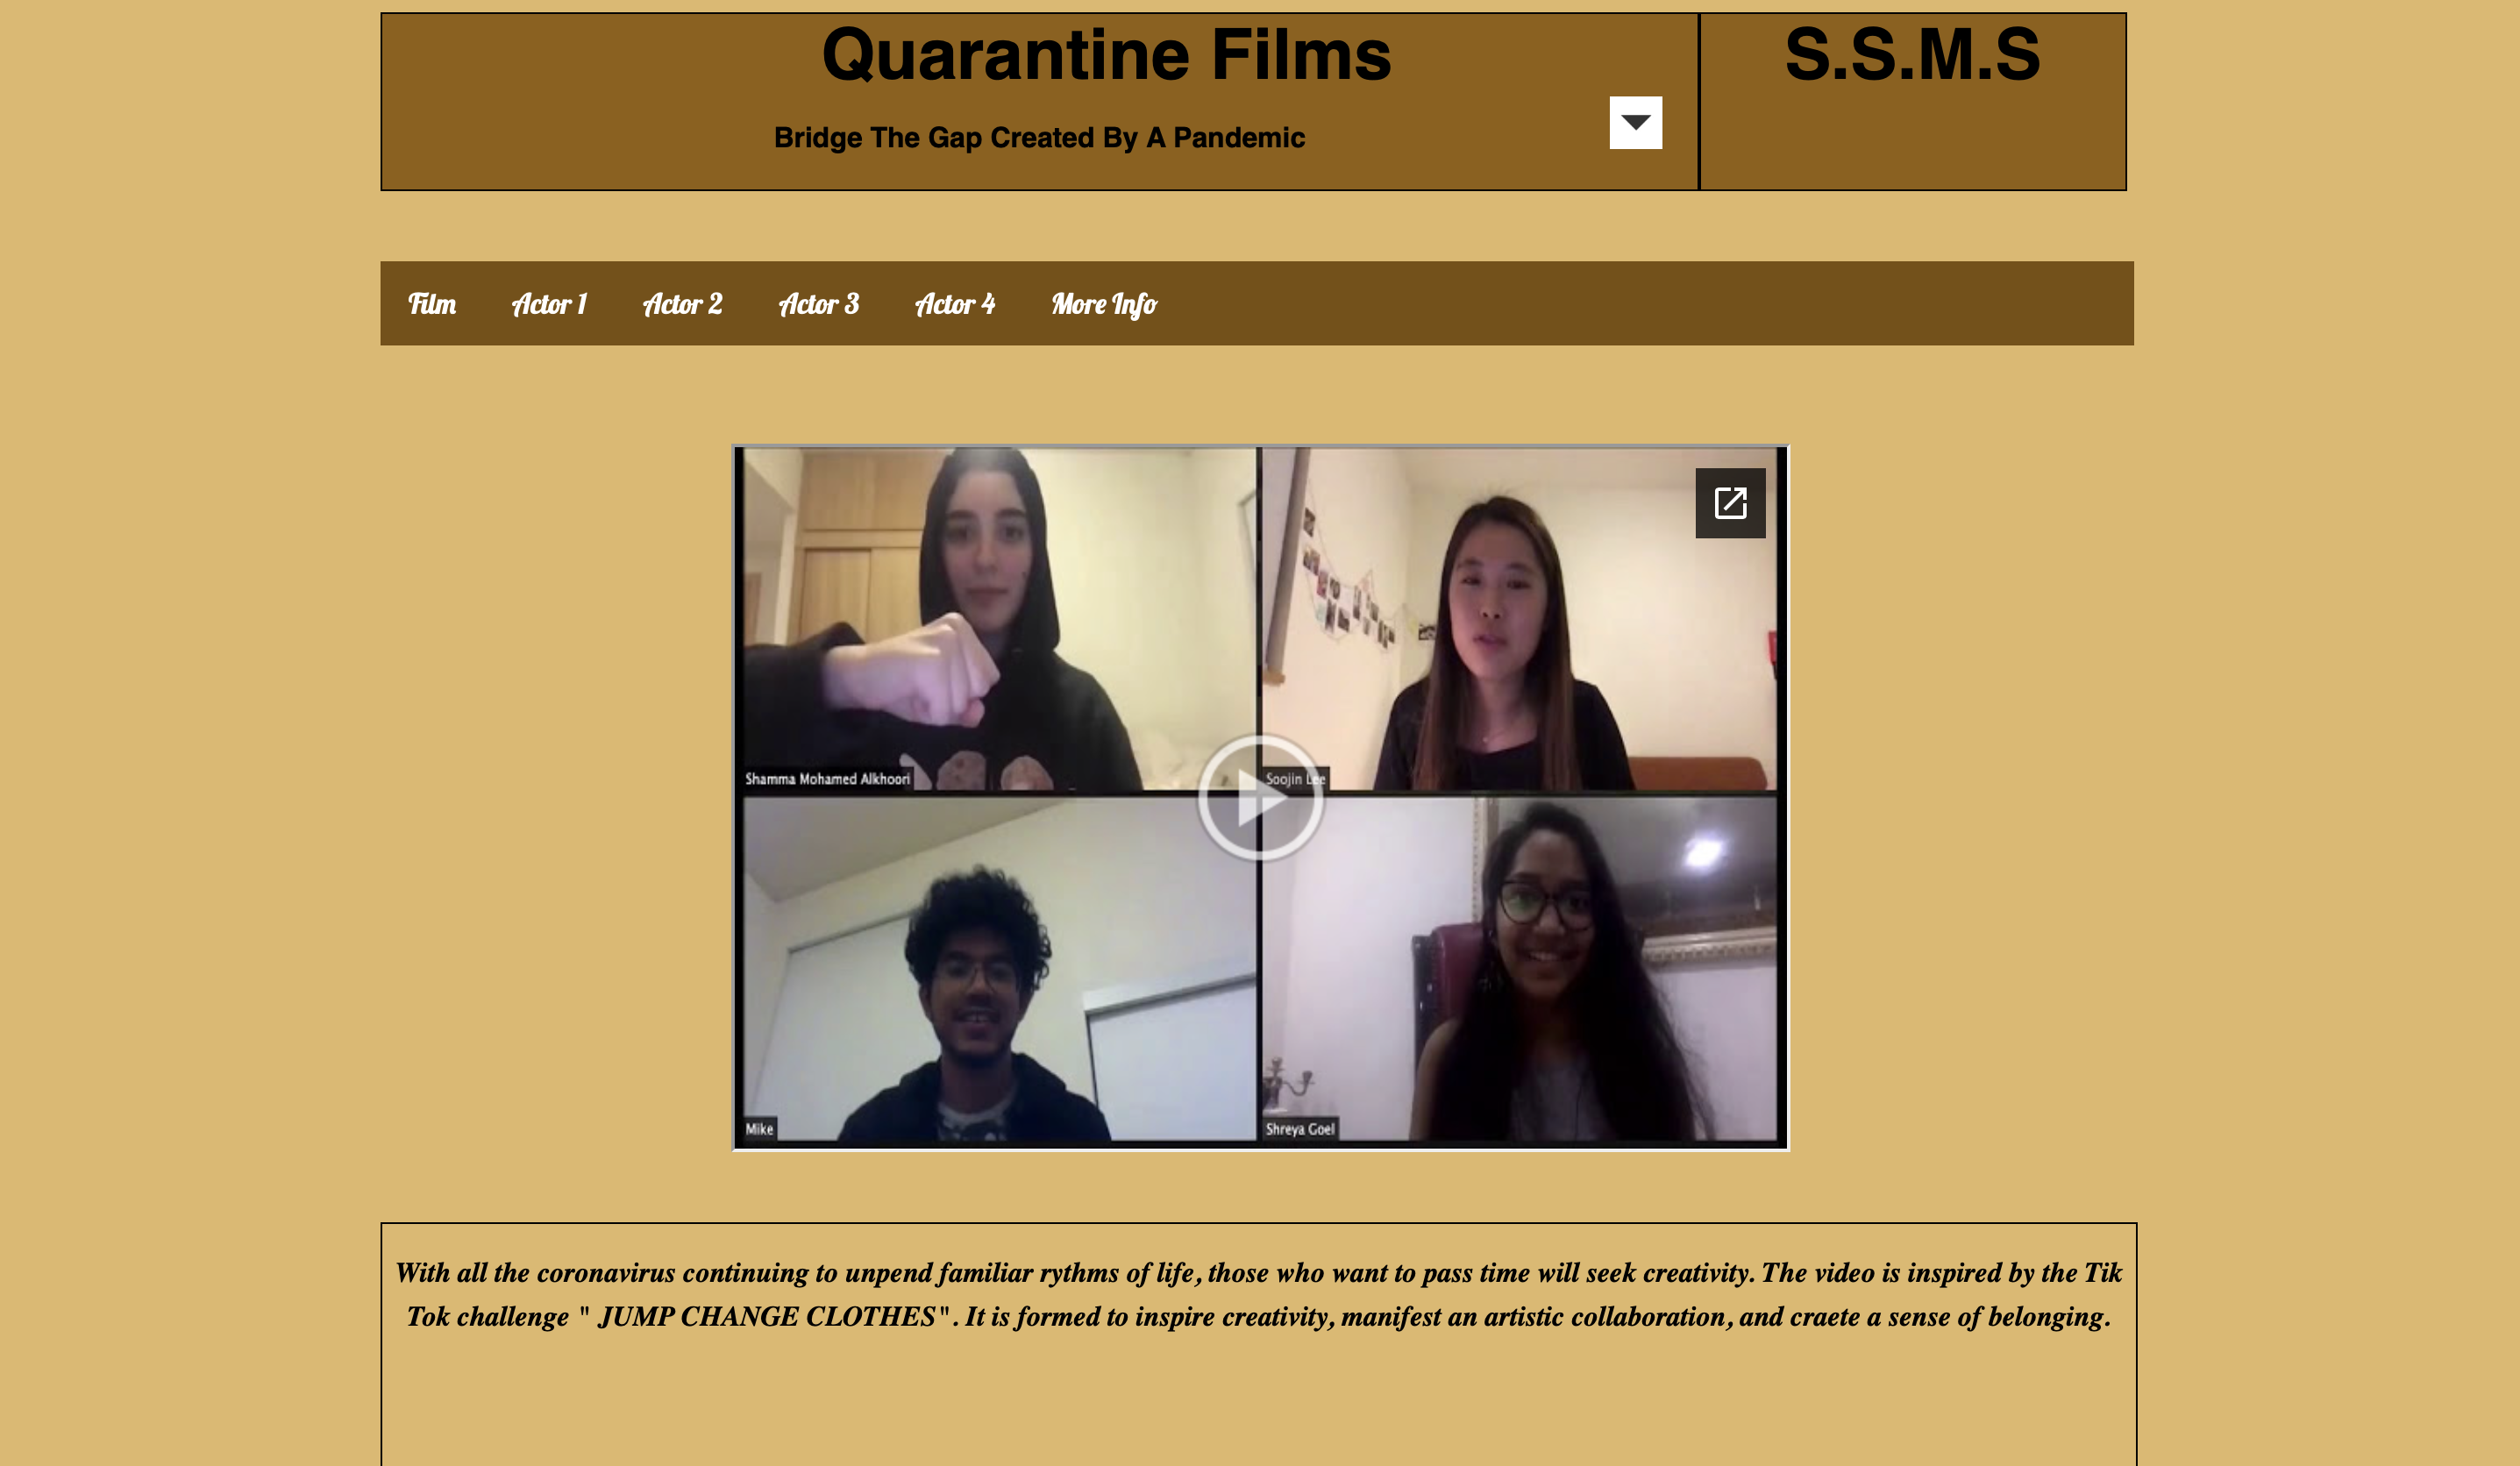 Quarantine Films
S.S.M.S
Bridge The Gap Created By A Pandemic
Film Actor 1 Actor 2 Actor 3 Actor 4 More Info
Shamma Mohamed Alkhoori
Soojin Lee
Mike
Shreya Goel
With all the coronavirus continuing to unpend familiar rythms of life, those who want to pass time will seek creativity. The video is inspired by the Tik
Tok challenge " JUMP CHANGE CLOTHES". It is formed to inspire creativity, manifest an artistic collaboration, and craete a sense of belonging.